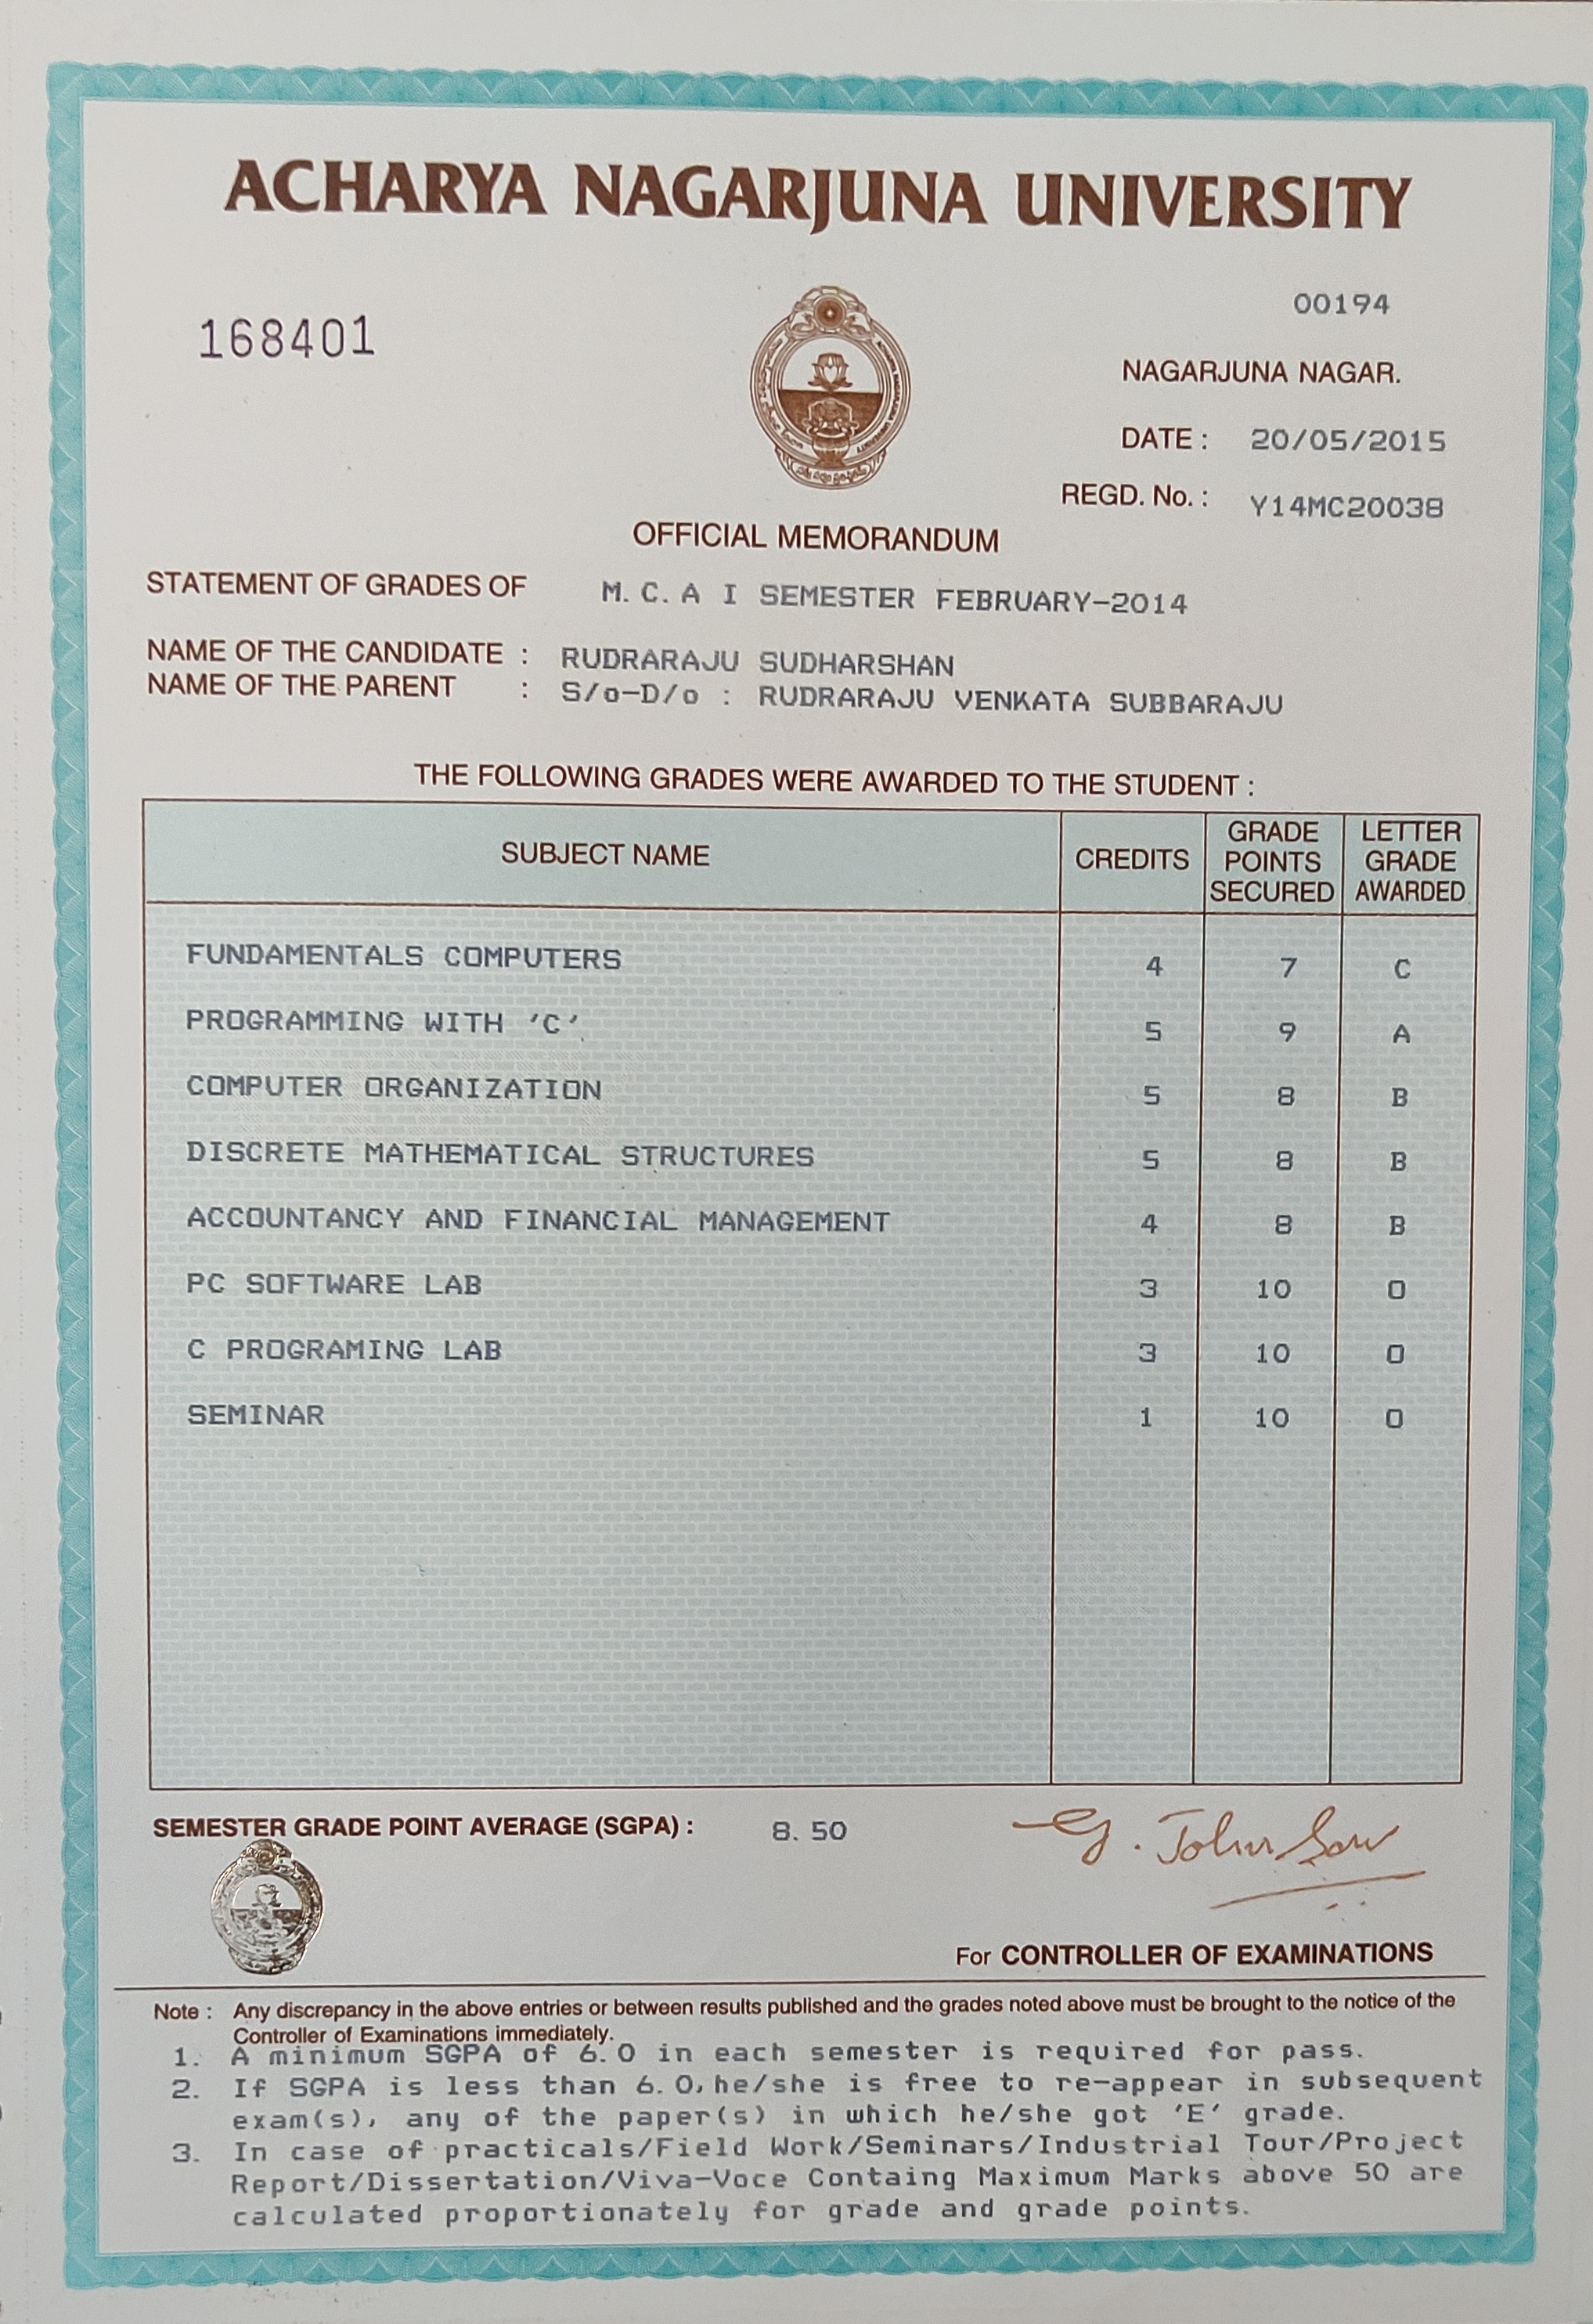 ACHARYA NAGARJUNA UNIVERSITY
168401
00194
NAGARJUNA NAGAR.
DATE : 20/05/2015
REGD. No. : Y14MC20038
OFFICIAL MEMORANDUM
STATEMENT OF GRADES OF M. C. A I SEMESTER FEBRUARY-2014
NAME OF THE CANDIDATE : RUDRARAJU SUDHARSHAN
NAME OF THE PARENT : S/o-D/o : RUDRARAJU VENKATA SUBBARAJU
THE FOLLOWING GRADES WERE AWARDED TO THE STUDENT :
SUBJECT NAME CREDITS GRADE POINTS SECURED LETTER GRADE AWARDED
FUNDAMENTALS COMPUTERS 4 7 C
PROGRAMMING WITH 'C' 5 9 A
COMPUTER ORGANIZATION 5 8 B
DISCRETE MATHEMATICAL STRUCTURES 5 8 B
ACCOUNTANCY AND FINANCIAL MANAGEMENT 4 8 B
PC SOFTWARE LAB 3 10 O
C PROGRAMING LAB 3 10 O
SEMINAR 1 10 O
SEMESTER GRADE POINT AVERAGE (SGPA) : 8. 50
G. John Son
For CONTROLLER OF EXAMINATIONS
Note : Any discrepancy in the above entries or between results published and the grades noted above must be brought to the notice of the
Controller of Examinations immediately.
1. A minimum SGPA of 6.0 in each semester is required for pass.
2. If SGPA is less than 6.0, he/she is free to re-appear in subsequent
exam(s), any of the paper(s) in which he/she got 'E' grade.
3. In case of practicals/Field Work/Seminars/Industrial Tour/Project
Report/Dissertation/Viva-Voce Containg Maximum Marks above 50 are
calculated proportionately for grade and grade points.